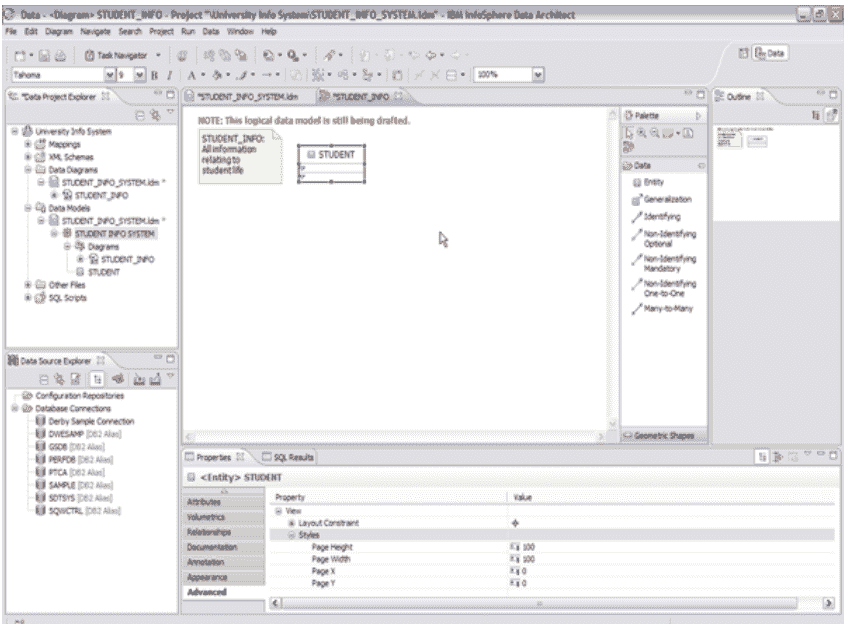 Data - <Diagram> STUDENT_INFO - Project "\University Info System\STUDENT_INFO_SYSTEM.ldm" - IBM InfoSphere Data Architect
File Edit Diagram Navigate Search Project Run Data Window Help
Task Navigator
Data
Tahoma 9 B I A 100%
*Data Project Explorer
University Info System
Mappings
XML Schemas
Data Diagrams
STUDENT_INFO_SYSTEM.ldm *
STUDENT_INFO
Data Models
STUDENT_INFO_SYSTEM.ldm *
STUDENT INFO SYSTEM
Diagrams
STUDENT_INFO
STUDENT
Other Files
SQL Scripts
Data Source Explorer
Configuration Repositories
Database Connections
Derby Sample Connection
DWESAMP [DB2 Alias]
GSDB [DB2 Alias]
PERFDB [DB2 Alias]
PTCA [DB2 Alias]
SAMPLE [DB2 Alias]
SDTSYS [DB2 Alias]
SQWCTRL [DB2 Alias]
*STUDENT_INFO_SYSTEM.ldm *STUDENT_INFO
NOTE: This logical data model is still being drafted.
STUDENT_INFO:
All information
relating to
student life
STUDENT
Palette
Data
Entity
Generalization
Identifying
Non-Identifying
Optional
Non-Identifying
Mandatory
Non-Identifying
One-to-One
Many-to-Many
Geometric Shapes
Outline
Properties SQL Results
<Entity> STUDENT
Attributes
Volumetrics
Relationships
Documentation
Annotation
Appearance
Advanced
Property Value
View
Layout Constraint
Styles
Page Height 100
Page Width 100
Page X 0
Page Y 0